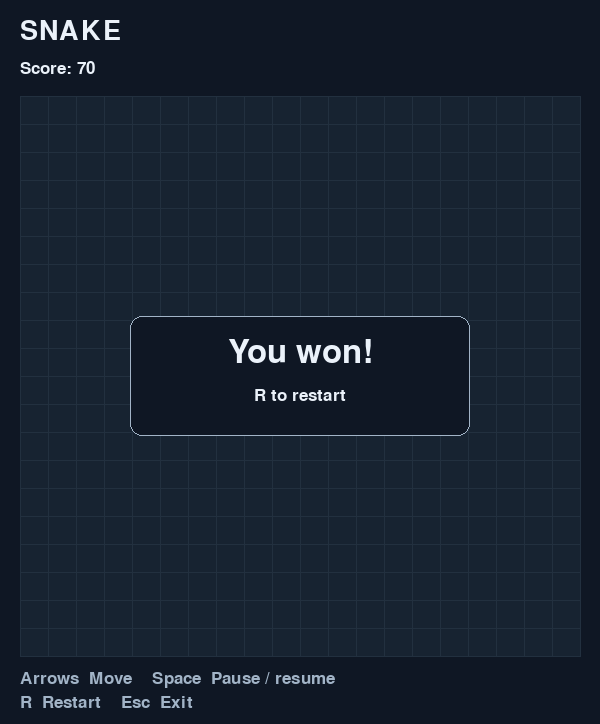 SNAKE
Score: 70
You won!
R to restart
Arrows Move Space Pause / resume
R Restart Esc Exit